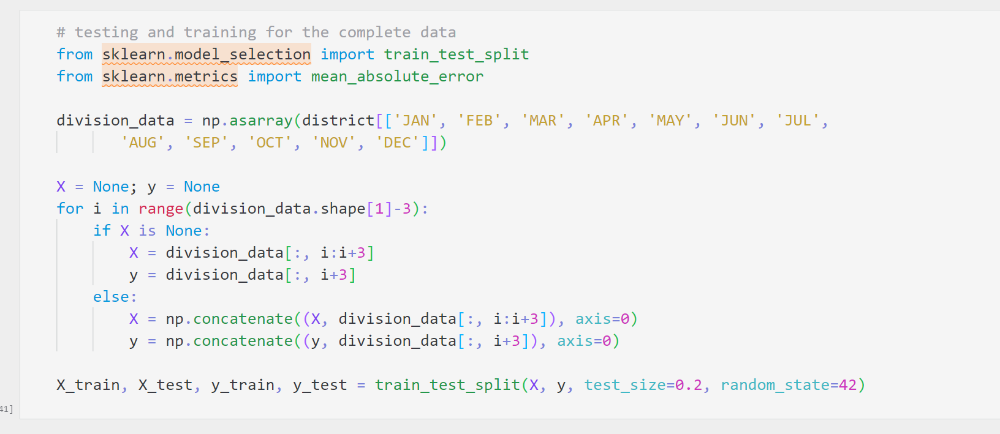 # testing and training for the complete data
from sklearn.model_selection import train_test_split
from sklearn.metrics import mean_absolute_error
division_data = np.asarray(district[['JAN', 'FEB', 'MAR', 'APR', 'MAY', 'JUN', 'JUL',
'AUG', 'SEP', 'OCT', 'NOV', 'DEC']])
X = None; y = None
for i in range(division_data.shape[1]-3):
    if X is None:
        X = division_data[:, i:i+3]
        y = division_data[:, i+3]
    else:
        X = np.concatenate((X, division_data[:, i:i+3]), axis=0)
        y = np.concatenate((y, division_data[:, i+3]), axis=0)
X_train, X_test, y_train, y_test = train_test_split(X, y, test_size=0.2, random_state=42)
41]